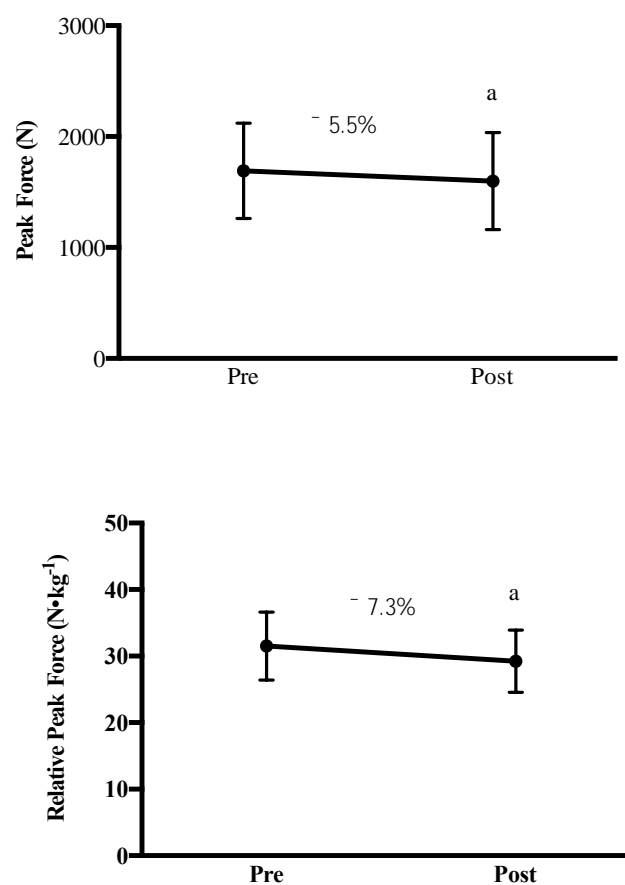 3000
a
¯ 5.5%
2000
Peak Force (N)
1000
0
Pre Post
50
40
a
¯ 7.3%
Relative Peak Force (N•kg⁻¹)
30
20
10
0
Pre Post